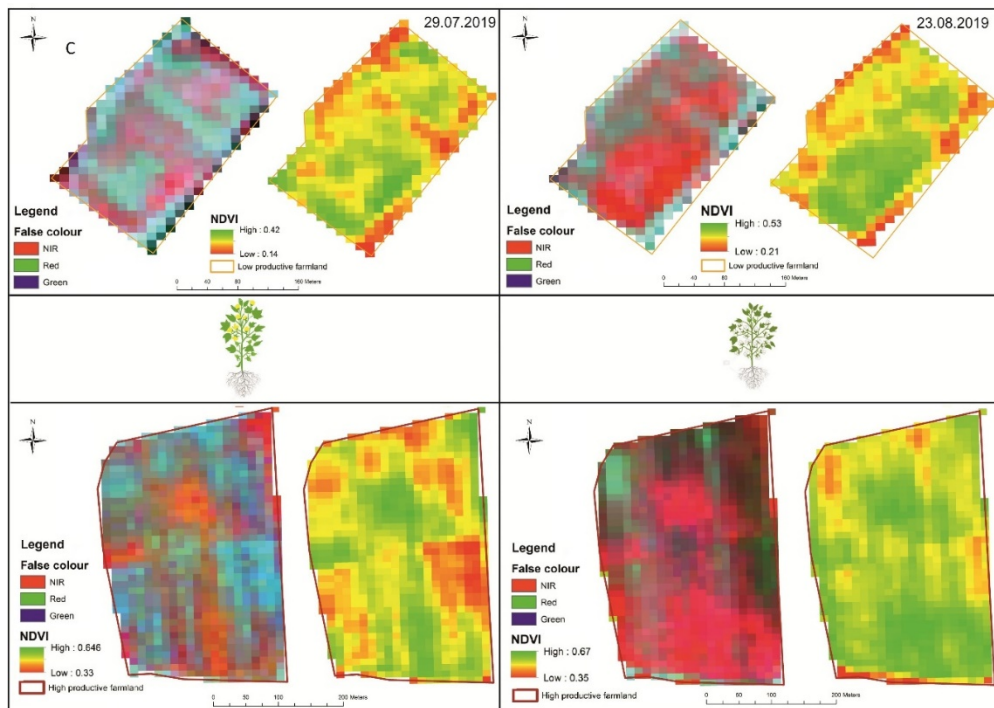 29.07.2019
N
C
Legend
False colour
NIR
Red
Green
NDVI
High : 0.42
Low : 0.14
Low productive farmland
0 40 80 160 Meters
23.08.2019
N
Legend
False colour
NIR
Red
Green
NDVI
High : 0.53
Low : 0.21
Low productive farmland
0 40 80 160 Meters
N
Legend
False colour
NIR
Red
Green
NDVI
High : 0.646
Low : 0.33
High productive farmland
0 50 100 200 Meters
N
Legend
False colour
NIR
Red
Green
NDVI
High : 0.67
Low : 0.35
High productive farmland
0 50 100 200 Meters